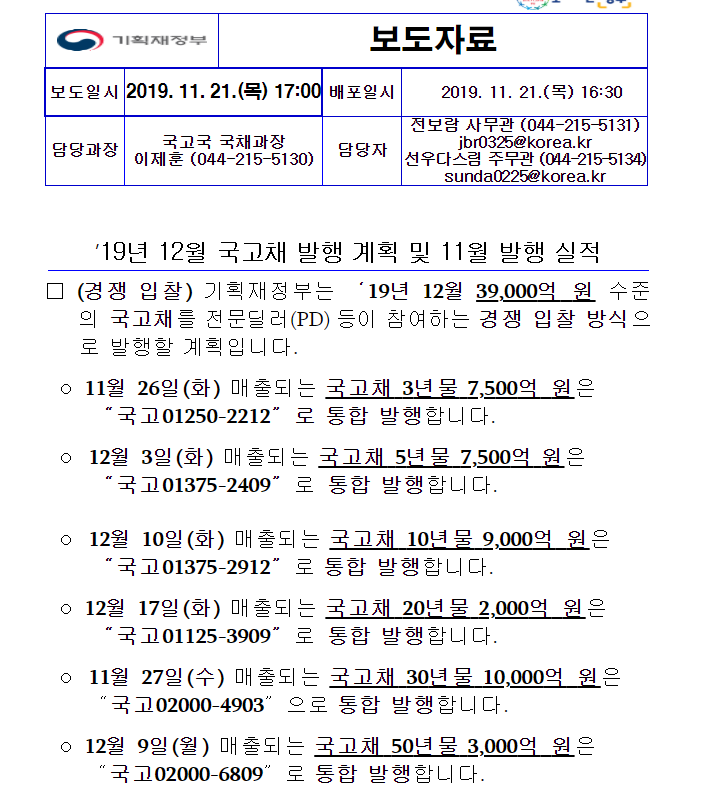 기획재정부
보도자료
보도일시 2019. 11. 21.(목) 17:00 배포일시 2019. 11. 21.(목) 16:30
담당과장 국고국 국채과장
이제훈 (044-215-5130)
담당자 전보람 사무관 (044-215-5131)
jbr0325@korea.kr
선우다스림 주무관 (044-215-5134)
sunda0225@korea.kr
′19년 12월 국고채 발행 계획 및 11월 발행 실적
□ (경쟁 입찰) 기획재정부는 ‘19년 12월 39,000억 원 수준
의 국고채를 전문딜러(PD) 등이 참여하는 경쟁 입찰 방식으
로 발행할 계획입니다.
○ 11월 26일(화) 매출되는 국고채 3년물 7,500억 원은
“국고01250-2212” 로 통합 발행합니다.
○ 12월 3일(화) 매출되는 국고채 5년물 7,500억 원은
“국고01375-2409” 로 통합 발행합니다.
○ 12월 10일(화) 매출되는 국고채 10년물 9,000억 원은
“국고01375-2912” 로 통합 발행합니다.
○ 12월 17일(화) 매출되는 국고채 20년물 2,000억 원은
“국고01125-3909” 로 통합 발행합니다.
○ 11월 27일(수) 매출되는 국고채 30년물 10,000억 원은
“국고02000-4903” 으로 통합 발행합니다.
○ 12월 9일(월) 매출되는 국고채 50년물 3,000억 원은
“국고02000-6809” 로 통합 발행합니다.